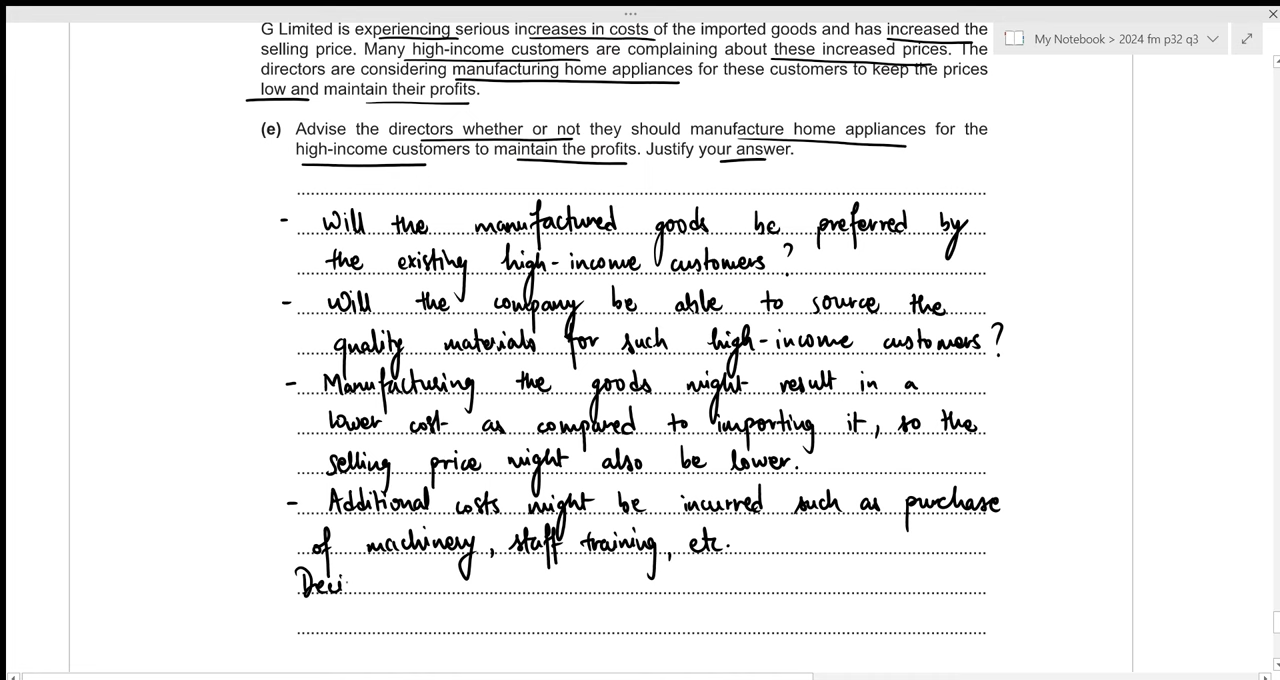 My Notebook > 2024 fm p32 q3
G Limited is experiencing serious increases in costs of the imported goods and has increased the
selling price. Many high-income customers are complaining about these increased prices. The
directors are considering manufacturing home appliances for these customers to keep the prices
low and maintain their profits.
(e) Advise the directors whether or not they should manufacture home appliances for the
high-income customers to maintain the profits. Justify your answer.
- Will the manufactured goods be preferred by
the existing high-income customers?
- Will the company be able to source the
quality materials for such high-income customers?
- Manufacturing the goods might result in a
lower cost as compared to importing it, so the
selling price might also be lower.
- Additional costs might be incurred such as purchase
of machinery, staff training, etc.
Deci